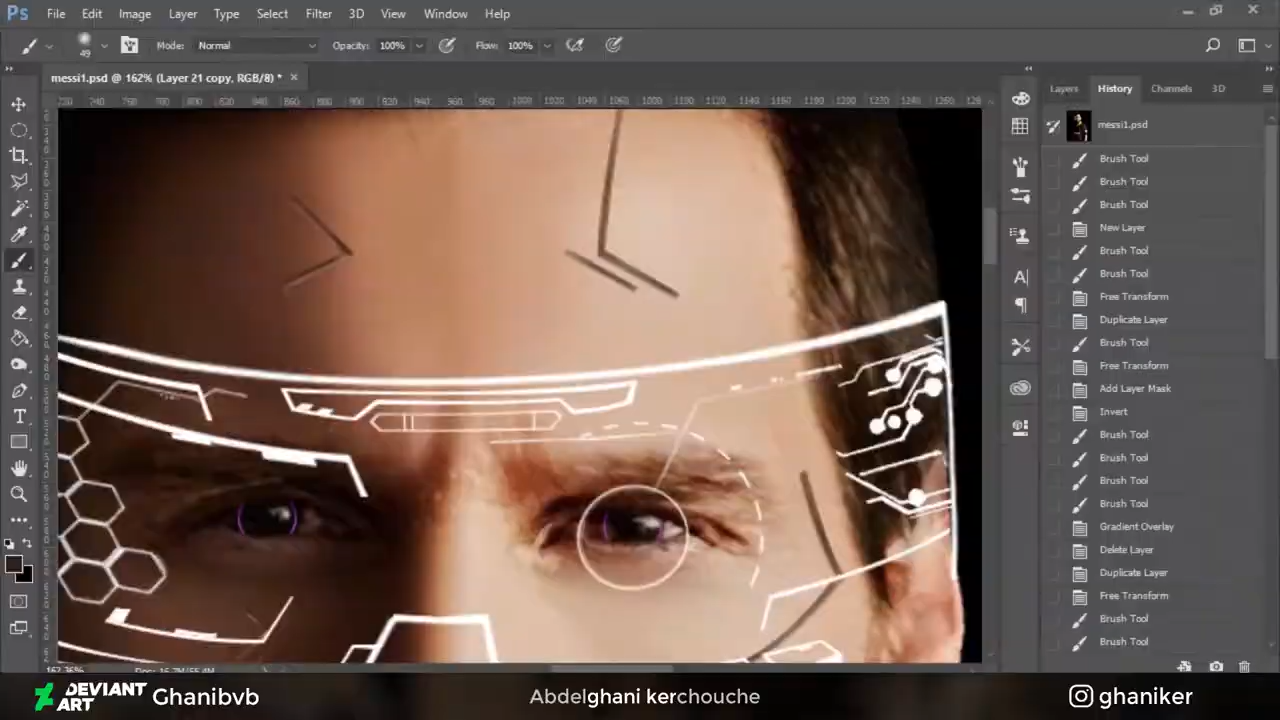 Ps File Edit Image Layer Type Select Filter 3D View Window Help
49 Mode: Normal Opacity: 100% Flow: 100%
messi1.psd @ 162% (Layer 21 copy, RGB/8) *
Layers History Channels 3D
messi1.psd
Brush Tool
Brush Tool
Brush Tool
New Layer
Brush Tool
Brush Tool
Free Transform
Duplicate Layer
Brush Tool
Free Transform
Add Layer Mask
Invert
Brush Tool
Brush Tool
Brush Tool
Brush Tool
Gradient Overlay
Delete Layer
Duplicate Layer
Free Transform
Brush Tool
Brush Tool
DEVIANT
ART
Ghanibvb
Abdelghani kerchouche
ghaniker